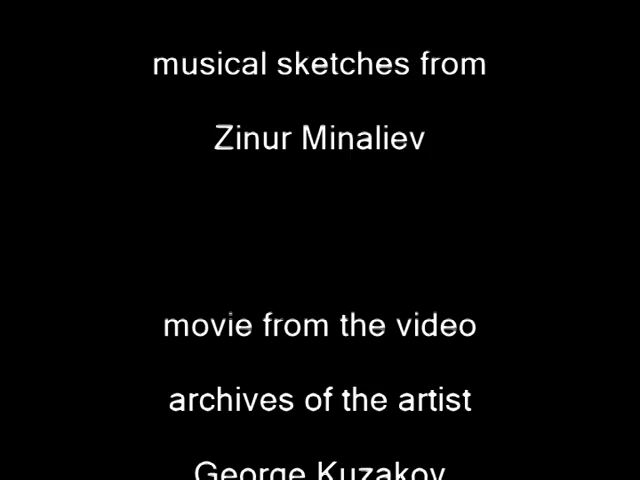 musical sketches from
Zinur Minaliev
movie from the video
archives of the artist
George Kuzakov